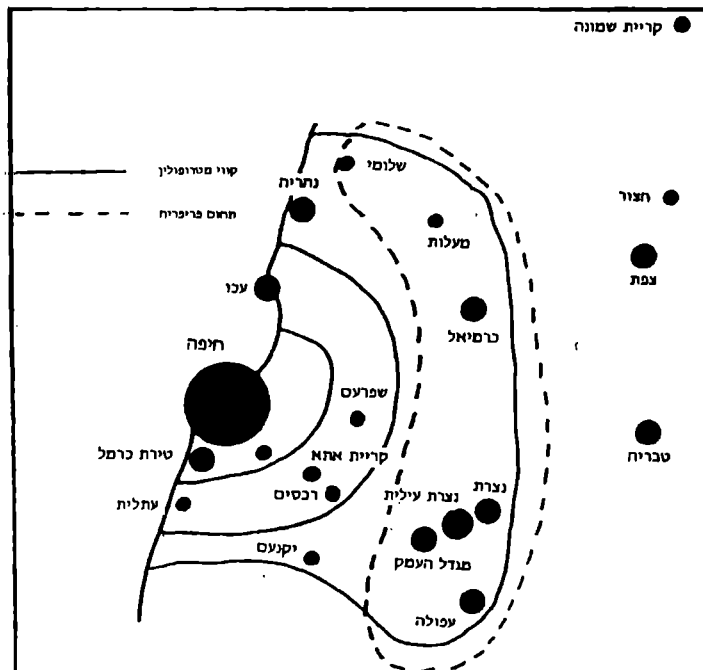 קריית שמונה
שלומי
קווי מטרופולין
נהריה
חצור
תחום פריפריה
מעלות
צפת
עכו
כרמיאל
חיפה
שפרעם
טבריה
טירת כרמל
קריית אתא
נצרת
נצרת עילית
רכסים
עתלית
יקנעם
מגדל העמק
עפולה